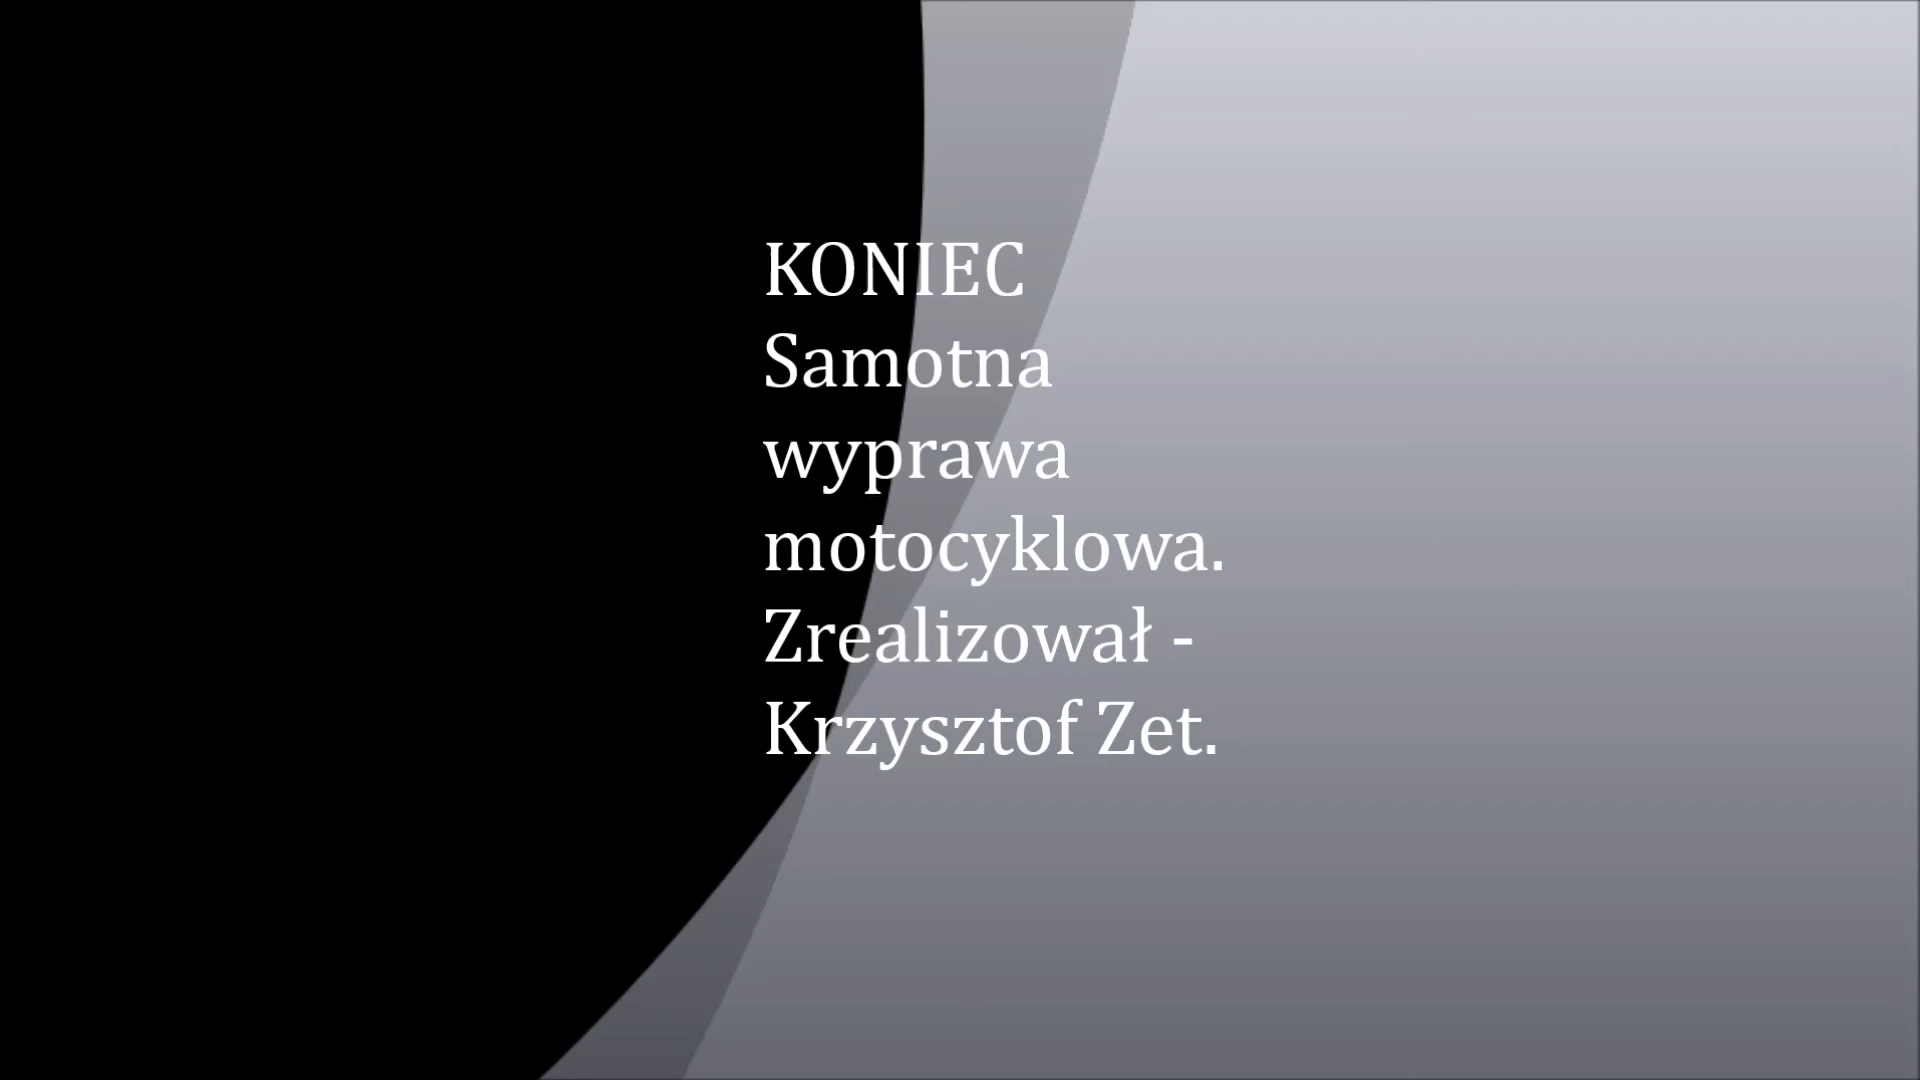 KONIEC
Samotna
wyprawa
motocyklowa.
Zrealizował -
Krzysztof Zet.